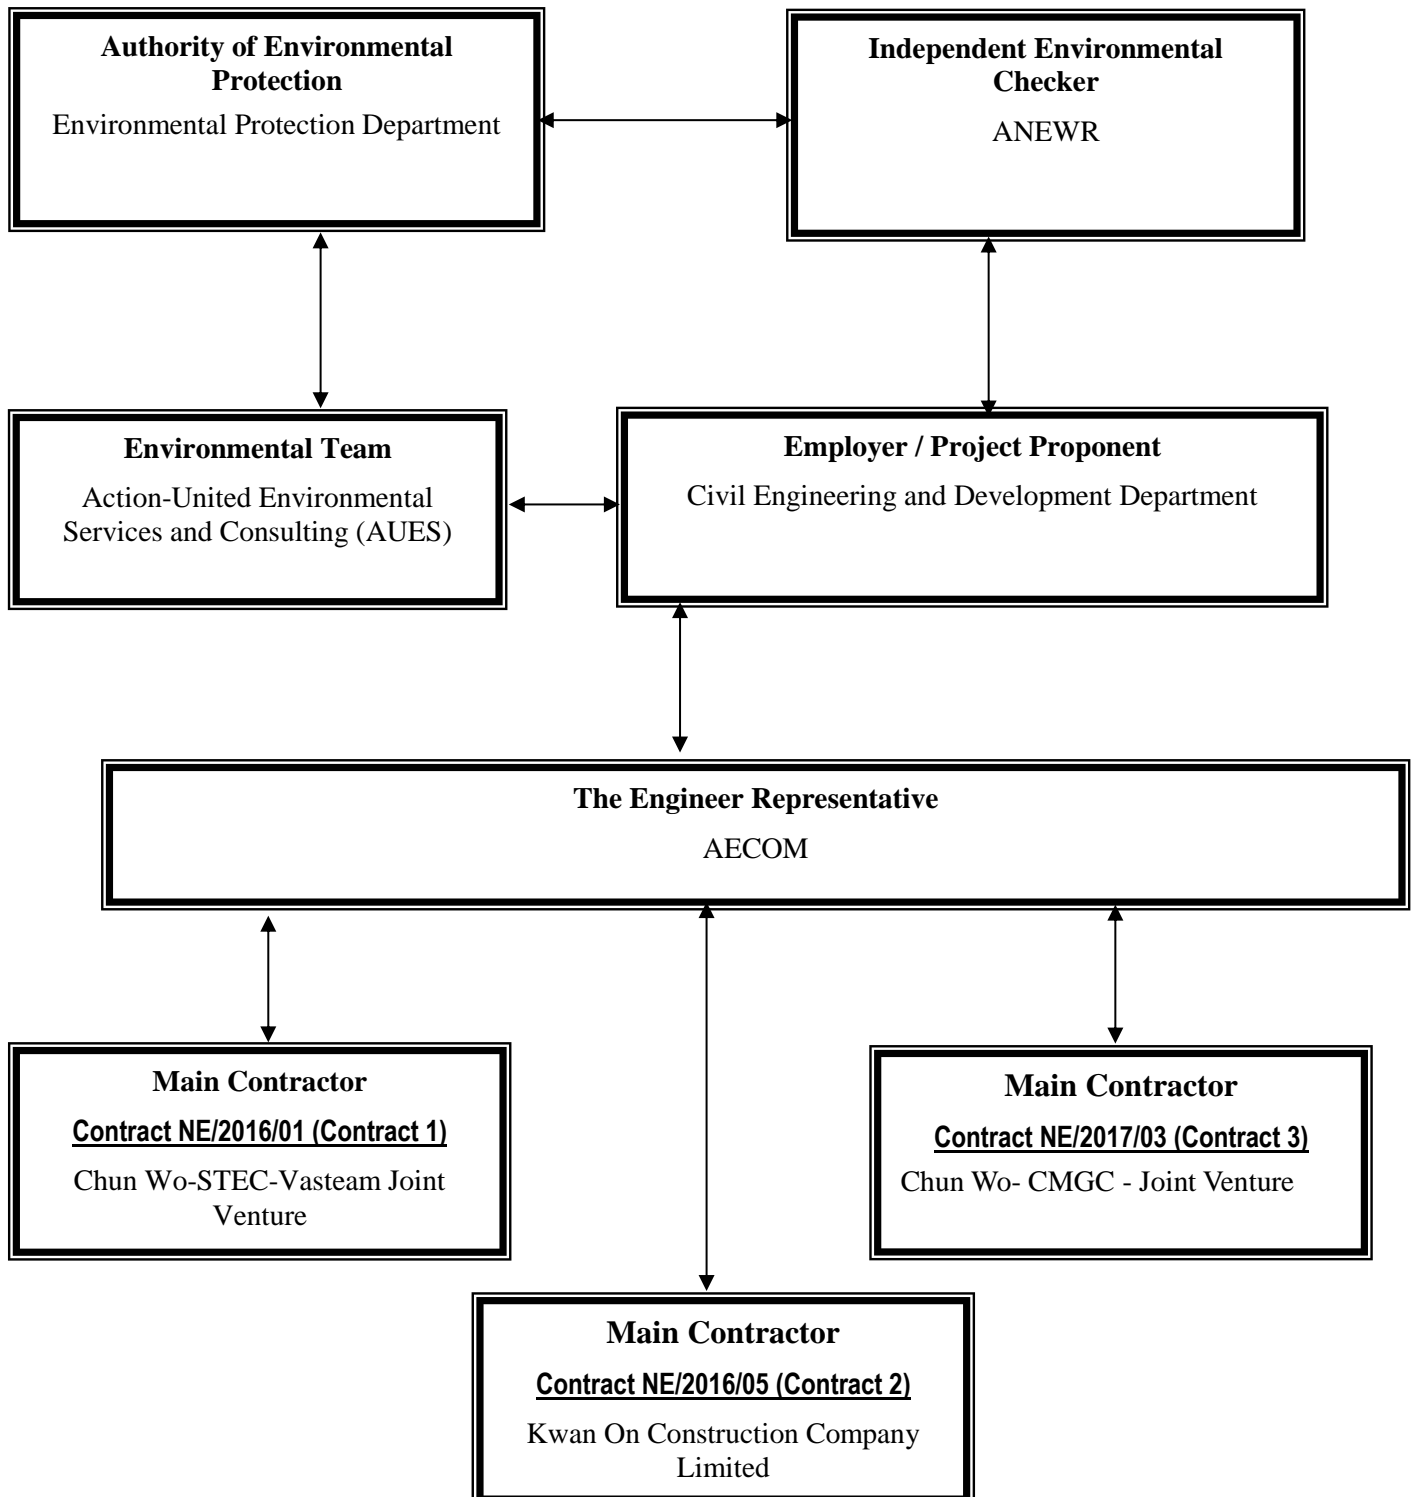 Authority of Environmental
Protection
Environmental Protection Department
Independent Environmental
Checker
ANEWR
Environmental Team
Action-United Environmental
Services and Consulting (AUES)
Employer / Project Proponent
Civil Engineering and Development Department
The Engineer Representative
AECOM
Main Contractor
Contract NE/2016/01 (Contract 1)
Chun Wo-STEC-Vasteam Joint
Venture
Main Contractor
Contract NE/2017/03 (Contract 3)
Chun Wo- CMGC - Joint Venture
Main Contractor
Contract NE/2016/05 (Contract 2)
Kwan On Construction Company
Limited